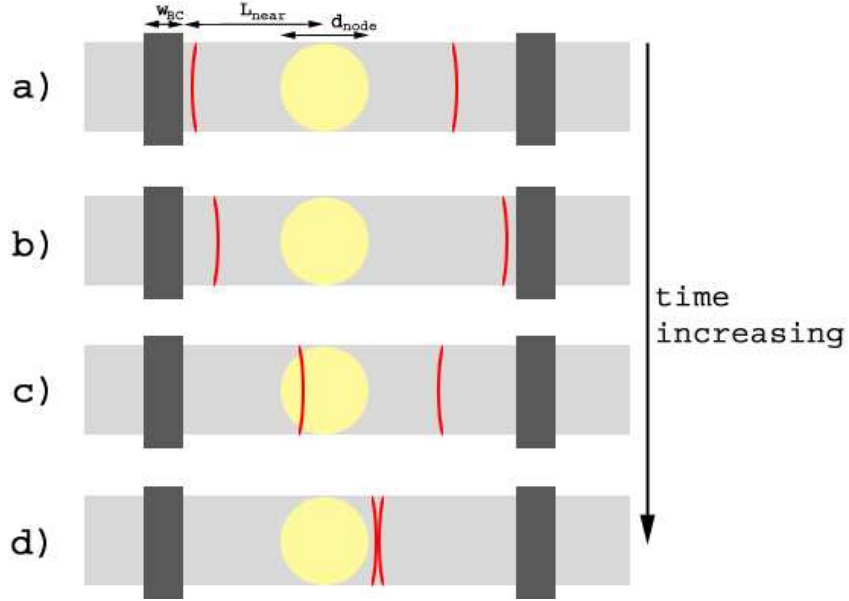 w_BC
L_near
d_node
a)
b)
c)
d)
time
increasing